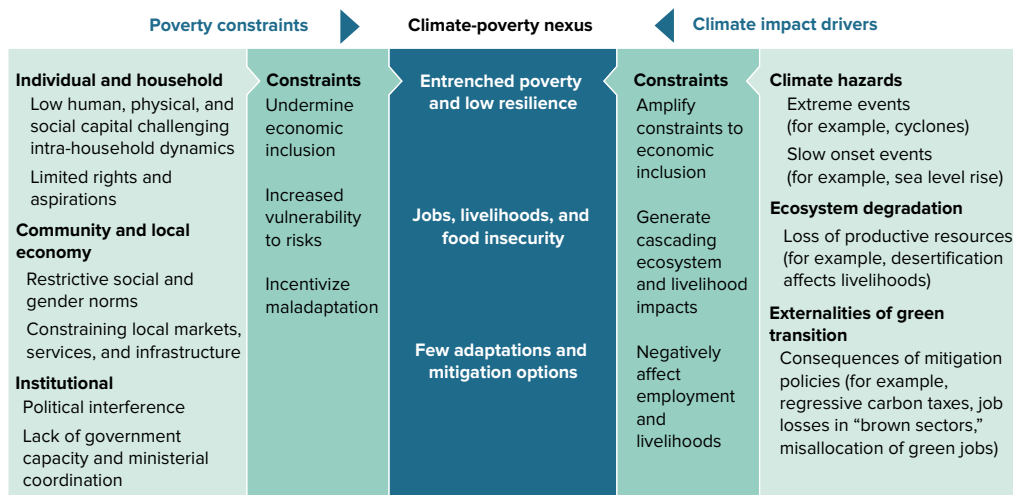 Poverty constraints
Climate-poverty nexus
Climate impact drivers
Individual and household
Low human, physical, and
social capital challenging
intra-household dynamics
Limited rights and
aspirations
Community and local
economy
Restrictive social and
gender norms
Constraining local markets,
services, and infrastructure
Institutional
Political interference
Lack of government
capacity and ministerial
coordination
Constraints
Undermine
economic
inclusion
Increased
vulnerability
to risks
Incentivize
maladaptation
Entrenched poverty
and low resilience
Jobs, livelihoods, and
food insecurity
Few adaptations and
mitigation options
Constraints
Amplify
constraints to
economic
inclusion
Generate
cascading
ecosystem
and livelihood
impacts
Negatively
affect
employment
and
livelihoods
Climate hazards
Extreme events
(for example, cyclones)
Slow onset events
(for example, sea level rise)
Ecosystem degradation
Loss of productive resources
(for example, desertification
affects livelihoods)
Externalities of green
transition
Consequences of mitigation
policies (for example,
regressive carbon taxes, job
losses in “brown sectors,”
misallocation of green jobs)